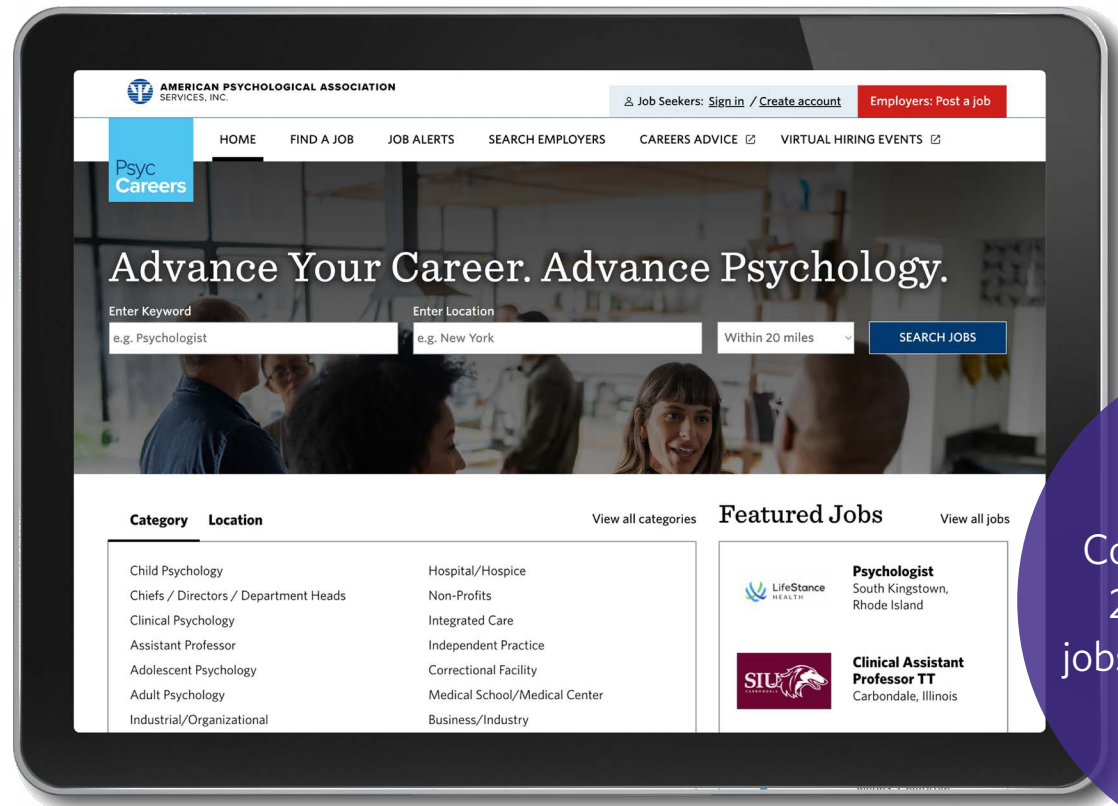 AMERICAN PSYCHOLOGICAL ASSOCIATION
SERVICES, INC.
Job Seekers: Sign in / Create account
Employers: Post a job
Psyc
Careers
HOME FIND A JOB JOB ALERTS SEARCH EMPLOYERS CAREERS ADVICE VIRTUAL HIRING EVENTS
Advance Your Career. Advance Psychology.
Enter Keyword
Enter Location
e.g. Psychologist
e.g. New York
Within 20 miles
SEARCH JOBS
Category Location View all categories
Child Psychology
Chiefs / Directors / Department Heads
Clinical Psychology
Assistant Professor
Adolescent Psychology
Adult Psychology
Industrial/Organizational
Hospital/Hospice
Non-Profits
Integrated Care
Independent Practice
Correctional Facility
Medical School/Medical Center
Business/Industry
Featured Jobs View all jobs
LifeStance
HEALTH
Psychologist
South Kingstown,
Rhode Island
SIU
CARBONDALE
Clinical Assistant
Professor TT
Carbondale, Illinois
Co
2
jobs